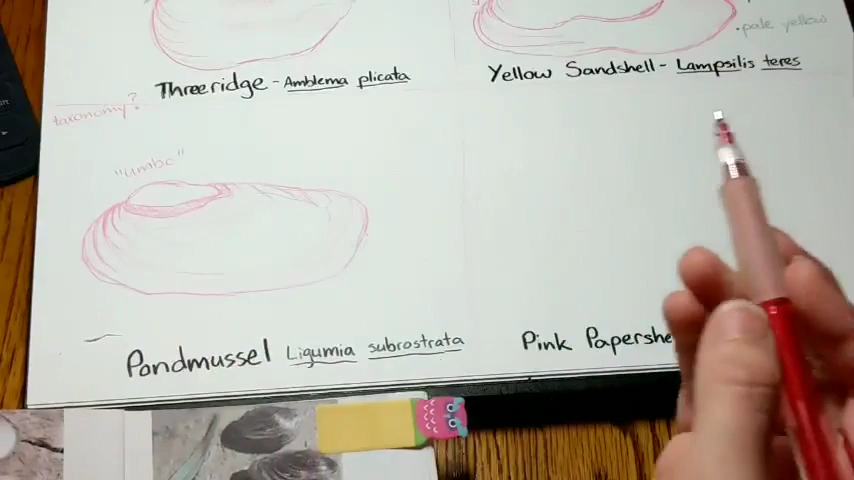 • pale yellow
Threeridge - Amblema plicata
Yellow Sandshell - Lampsilis teres
taxonomy?
"umbo"
Pondmussel Ligumia subrostrata
Pink Papershe